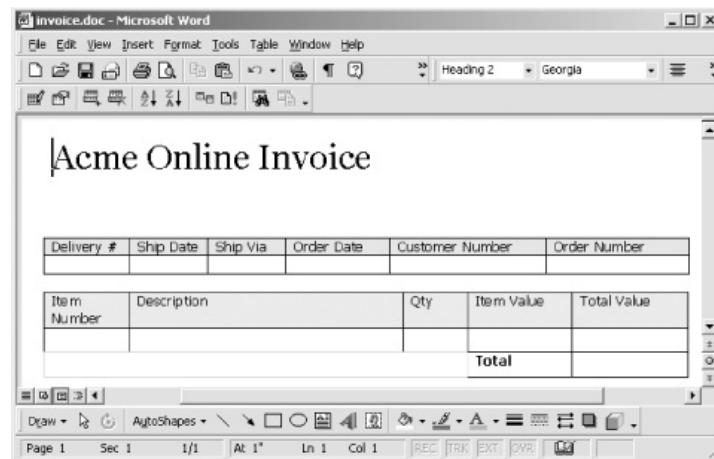 invoice.doc - Microsoft Word
File Edit View Insert Format Tools Table Window Help
Heading 2 Georgia
Acme Online Invoice
Delivery # Ship Date Ship Via Order Date Customer Number Order Number
Item Number Description Qty Item Value Total Value
Total
Draw AutoShapes
Page 1 Sec 1 1/1 At 1" Ln 1 Col 1 REC TRK EXT OVR